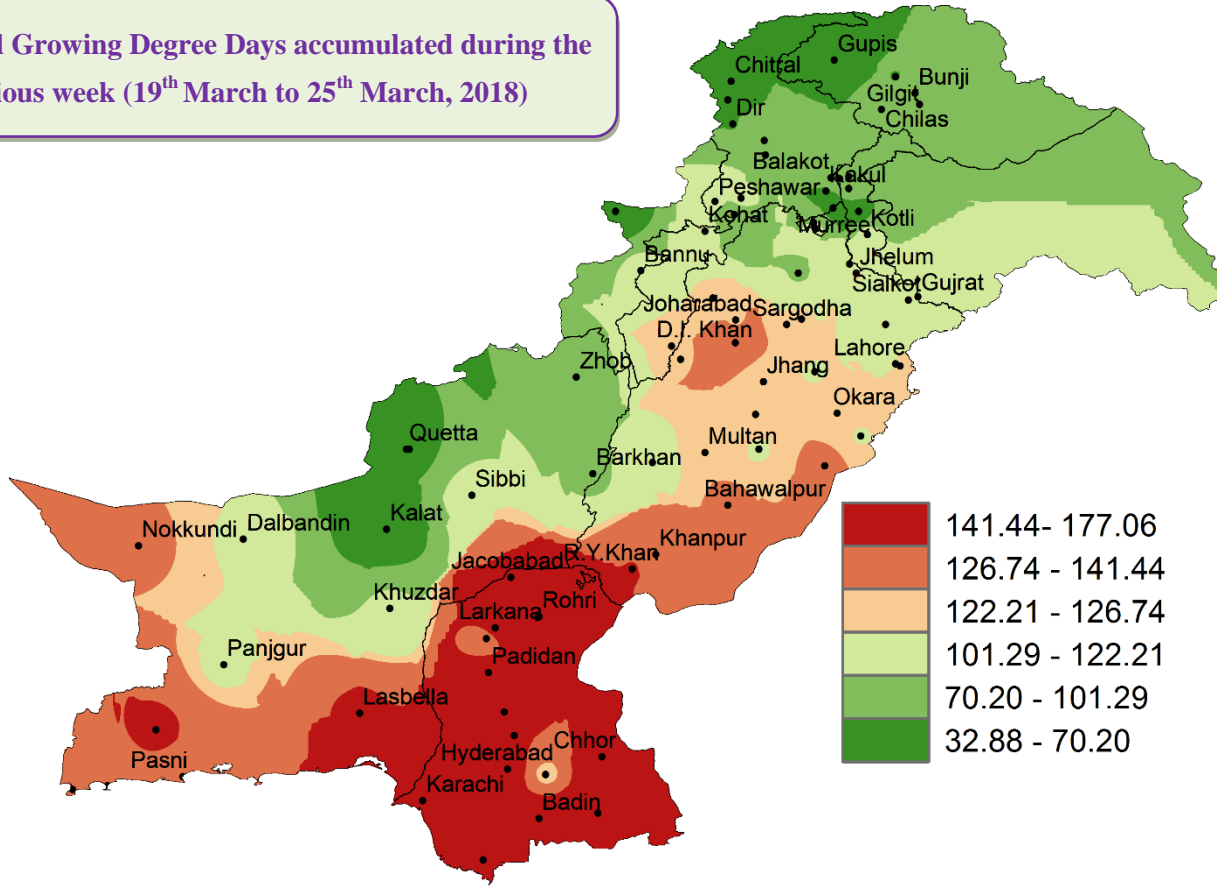 Growing Degree Days accumulated during the
week (19th March to 25th March, 2018)
Gupis
Chitral
Bunji
Gilgit
Dir
Chilas
Balakot
Kakul
Peshawar
Kohat
Kotli
Murree
Bannu
Jhelum
Sialkot
Gujrat
Joharabad
Sargodha
D.I. Khan
Lahore
Zhob
Jhang
Okara
Quetta
Multan
Barkhan
Sibbi
Bahawalpur
Kalat
Nokkundi
Dalbandin
Khanpur
R.Y.Khan
Jacobabad
Khuzdar
Rohri
Larkana
Panjgur
Padidan
Lasbella
Chhor
Hyderabad
Pasni
Karachi
Badin
141.44- 177.06
126.74 - 141.44
122.21 - 126.74
101.29 - 122.21
70.20 - 101.29
32.88 - 70.20